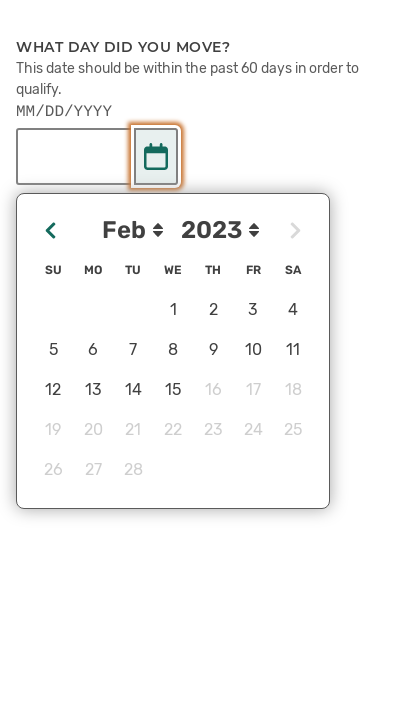 WHAT DAY DID YOU MOVE?
This date should be within the past 60 days in order to
qualify.
MM/DD/YYYY
Feb 2023
SU MO TU WE TH FR SA
1 2 3 4
5 6 7 8 9 10 11
12 13 14 15 16 17 18
19 20 21 22 23 24 25
26 27 28